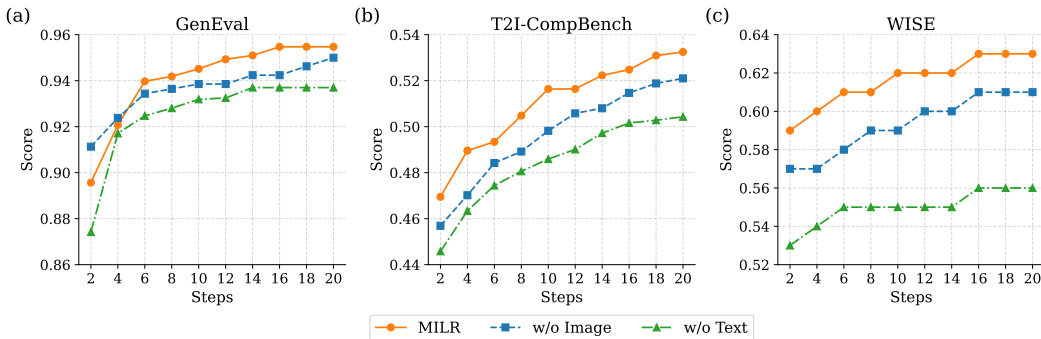 (a)
GenEval
0.96
0.94
0.92
0.90
0.88
0.86
Score
2 4 6 8 10 12 14 16 18 20
Steps
(b)
T2I-CompBench
0.54
0.52
0.50
0.48
0.46
0.44
Score
2 4 6 8 10 12 14 16 18 20
Steps
(c)
WISE
0.64
0.62
0.60
0.58
0.56
0.54
0.52
Score
2 4 6 8 10 12 14 16 18 20
Steps
MILR w/o Image w/o Text